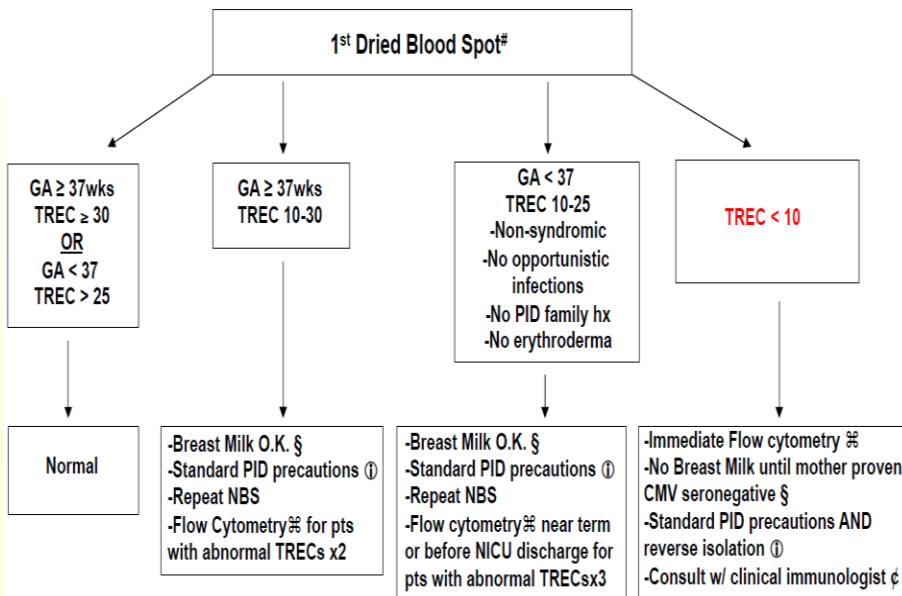 1st Dried Blood Spot#
GA ≥ 37wks
TREC ≥ 30
OR
GA < 37
TREC > 25
GA ≥ 37wks
TREC 10-30
GA < 37
TREC 10-25
-Non-syndromic
-No opportunistic
infections
-No PID family hx
-No erythroderma
TREC < 10
Normal
-Breast Milk O.K. §
-Standard PID precautions ⓘ
-Repeat NBS
-Flow Cytometry⌘ for pts
with abnormal TRECs x2
-Breast Milk O.K. §
-Standard PID precautions ⓘ
-Repeat NBS
-Flow cytometry⌘ near term
or before NICU discharge for
pts with abnormal TRECsx3
-Immediate Flow cytometry ⌘
-No Breast Milk until mother proven
CMV seronegative §
-Standard PID precautions AND
reverse isolation ⓘ
-Consult w/ clinical immunologist ¢